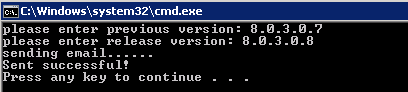 C:\Windows\system32\cmd.exe
please enter previous version: 8.0.3.0.7
please enter release version: 8.0.3.0.8
sending email......
Sent successful!
Press any key to continue . . .